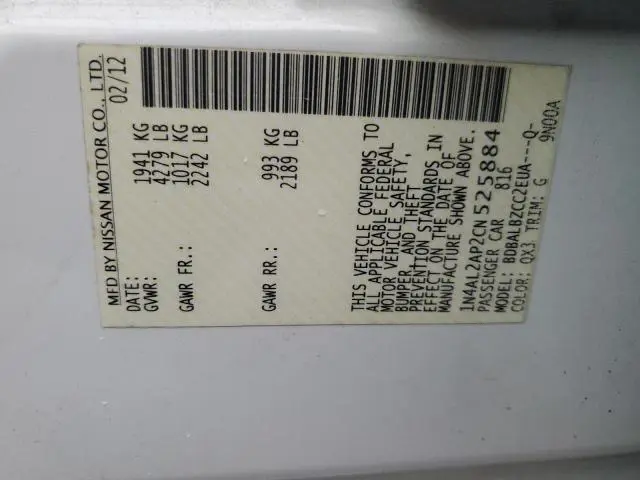 MFD BY NISSAN MOTOR CO., LTD.
DATE: 02/12
GVWR: 1941 KG
4279 LB
GAWR FR.: 1017 KG
2242 LB
GAWR RR.: 993 KG
2189 LB
THIS VEHICLE CONFORMS TO
ALL APPLICABLE FEDERAL
MOTOR VEHICLE SAFETY,
BUMPER, AND THEFT
PREVENTION STANDARDS IN
EFFECT ON THE DATE OF
MANUFACTURE SHOWN ABOVE.
1N4AL2AP2CN525884
PASSENGER CAR 816
MODEL: BDBALBZCC2EUA---Q-
COLOR: QX3 TRIM: G 9N00A